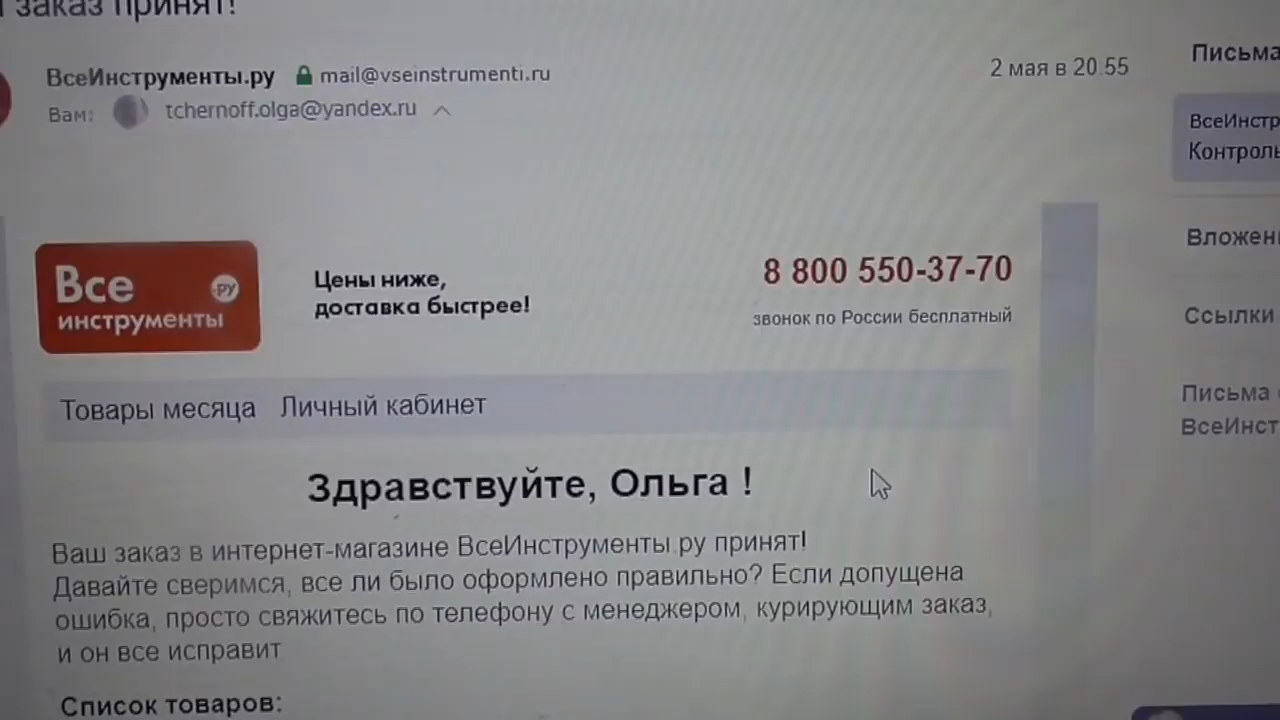 заказ принят!
ВсеИнструменты.ру mail@vseinstrumenti.ru
2 мая в 20:55
Вам: tchernoff.olga@yandex.ru
Письма
ВсеИнстр
Контроль
Вложен
Ссылки
Письма
ВсеИнст
Все .РУ
инструменты
Цены ниже,
доставка быстрее!
8 800 550-37-70
звонок по России бесплатный
Товары месяца Личный кабинет
Здравствуйте, Ольга !
Ваш заказ в интернет-магазине ВсеИнструменты.ру принят!
Давайте сверимся, все ли было оформлено правильно? Если допущена
ошибка, просто свяжитесь по телефону с менеджером, курирующим заказ,
и он все исправит
Список товаров: